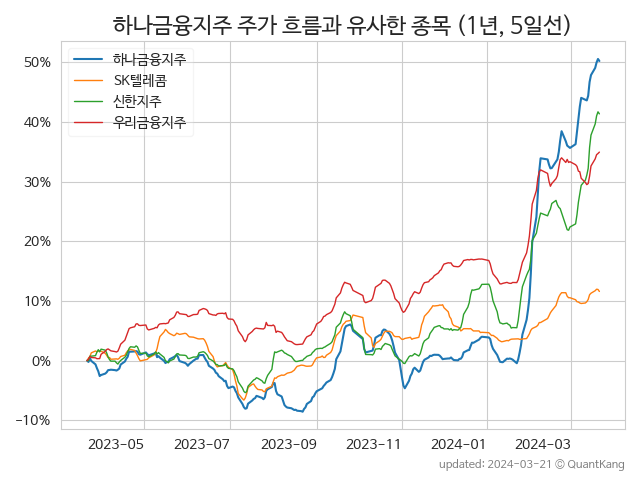 하나금융지주 주가 흐름과 유사한 종목 (1년, 5일선)
하나금융지주
SK텔레콤
신한지주
우리금융지주
50%
40%
30%
20%
10%
0%
−10%
2023-05 2023-07 2023-09 2023-11 2024-01 2024-03
updated: 2024-03-21 © QuantKang